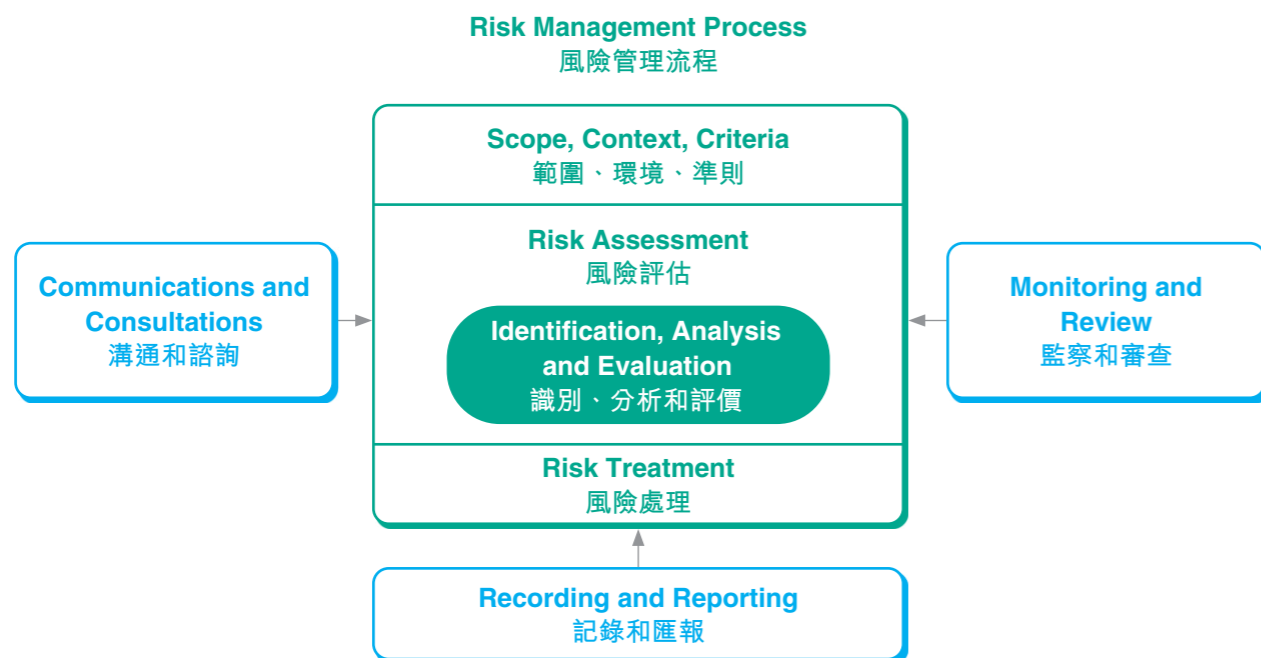 Risk Management Process
風險管理流程
Scope, Context, Criteria
範圍、環境、準則
Risk Assessment
風險評估
Identification, Analysis
and Evaluation
識別、分析和評價
Risk Treatment
風險處理
Communications and
Consultations
溝通和諮詢
Monitoring and
Review
監察和審查
Recording and Reporting
記錄和匯報